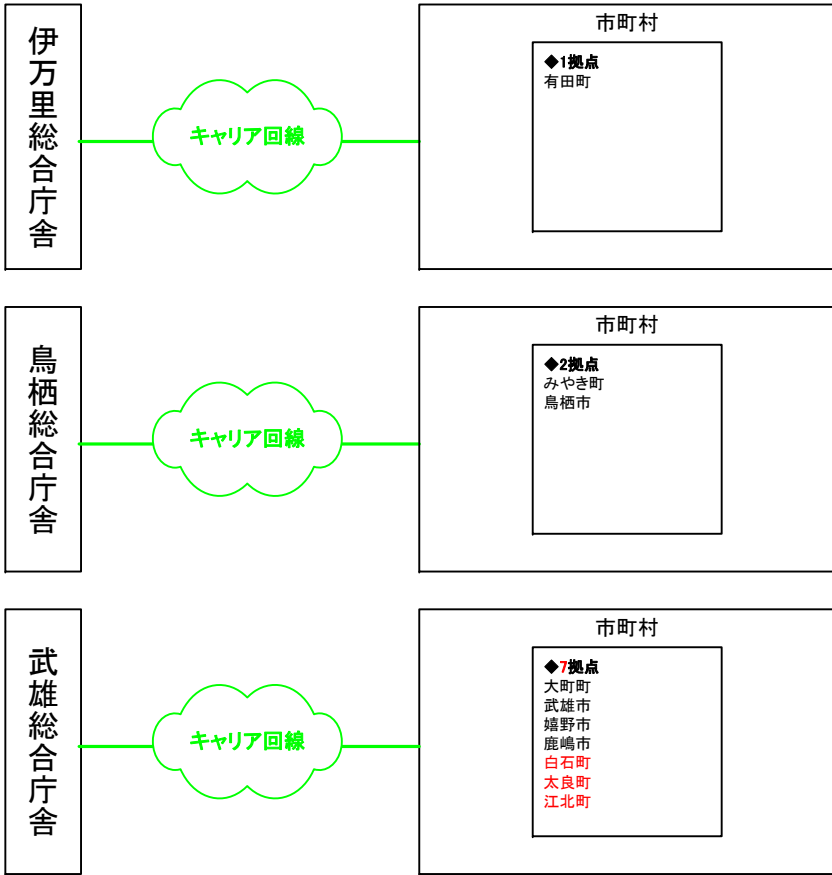 伊万里総合庁舎
キャリア回線
市町村
◆1拠点
有田町
鳥栖総合庁舎
キャリア回線
市町村
◆2拠点
みやき町
鳥栖市
武雄総合庁舎
キャリア回線
市町村
◆7拠点
大町町
武雄市
嬉野市
鹿嶋市
白石町
太良町
江北町